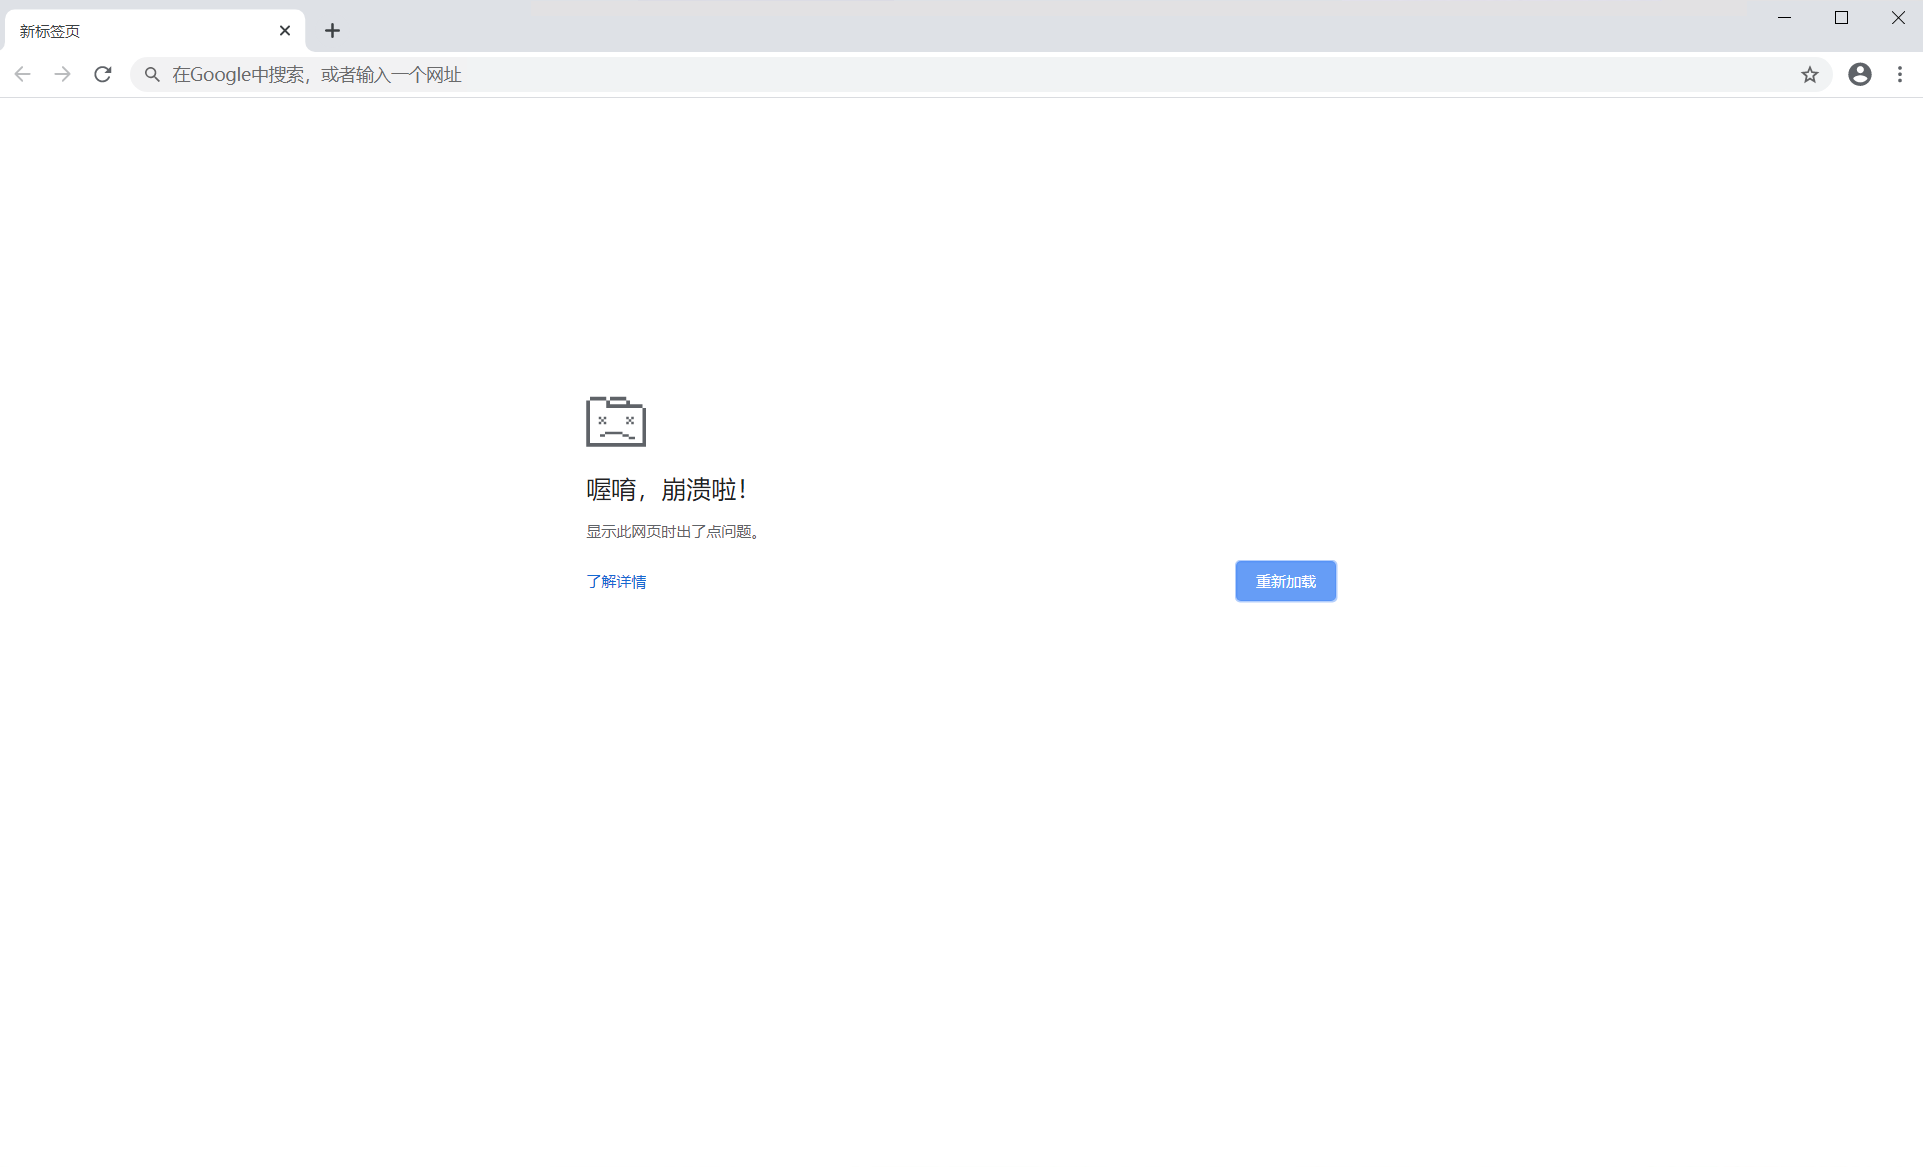 新标签页
在Google中搜索，或者输入一个网址
喔唷，崩溃啦！
显示此网页时出了点问题。
了解详情
重新加载